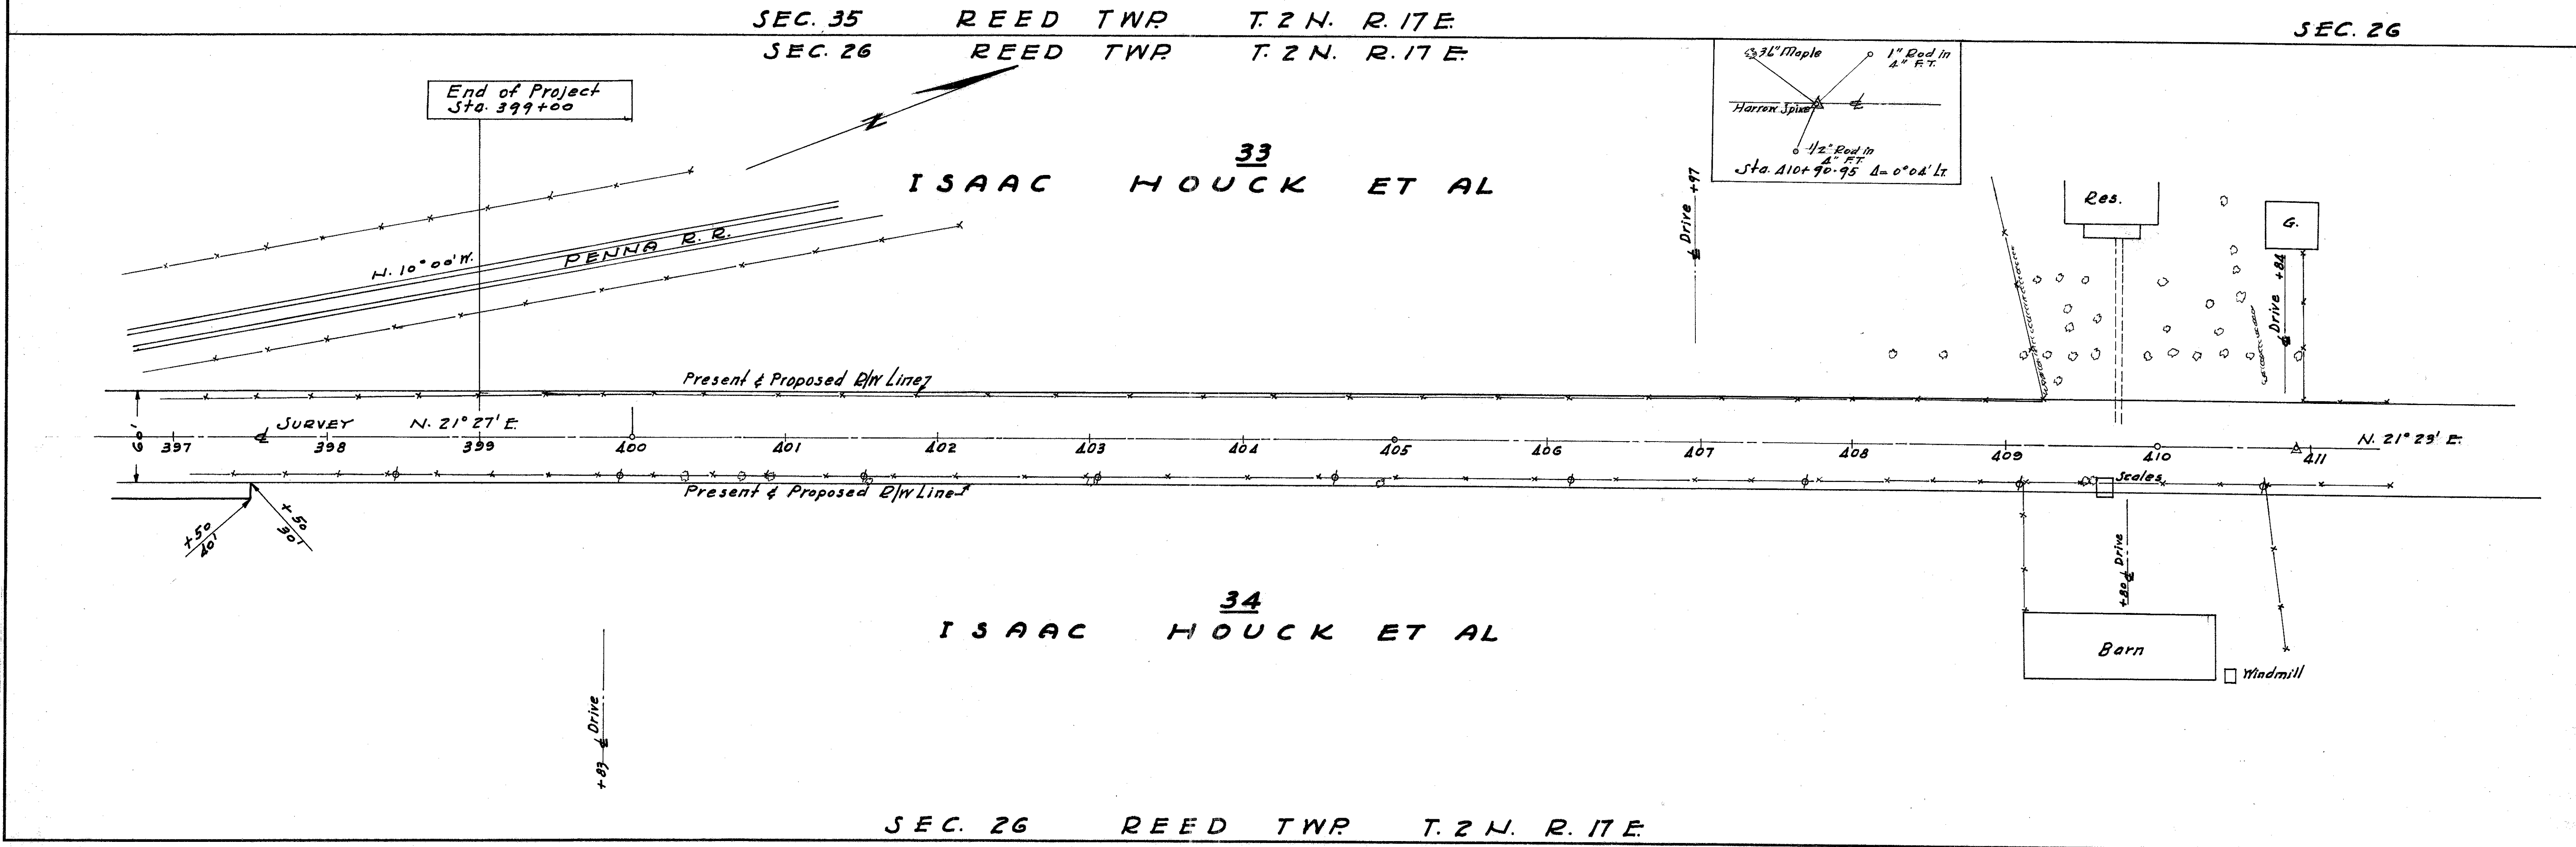 SEC. 35 REED TWP. T. 2 N. R. 17 E.
SEC. 26
SEC. 26 REED TWP. T. 2 N. R. 17 E.
End of Project
Sta. 399+00
N
36" Maple
1" Rod in
4" F.T.
Harrow Spike
℄
1/2" Rod in
4" F.T.
Sta. 410+90.95 Δ= 0°04' Lt.
33
ISAAC HOUCK ET AL
℄ Drive +97
Res.
G.
℄ Drive +84
N. 10°00' W.
PENNA R. R.
Present & Proposed R/W Line
60'
℄ SURVEY N. 21°27' E.
N. 21°23' E.
397 398 399 400 401 402 403 404 405 406 407 408 409 410 411
Present & Proposed R/W Line
Scales
+50
40'
+50
30'
+80 ℄ Drive
34
ISAAC HOUCK ET AL
Barn
Windmill
+83 ℄ Drive
SEC. 26 REED TWP. T. 2 N. R. 17 E.